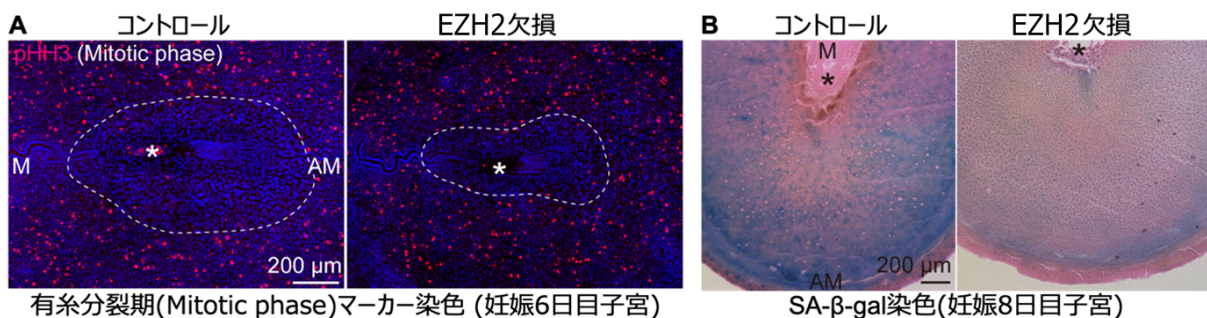 A コントロール EZH2欠損
pHH3 (Mitotic phase)
* *
M AM
200 μm
有糸分裂期(Mitotic phase)マーカー染色 (妊娠6日目子宮)
B コントロール EZH2欠損
M
* *
AM 200 μm
SA-β-gal染色(妊娠8日目子宮)